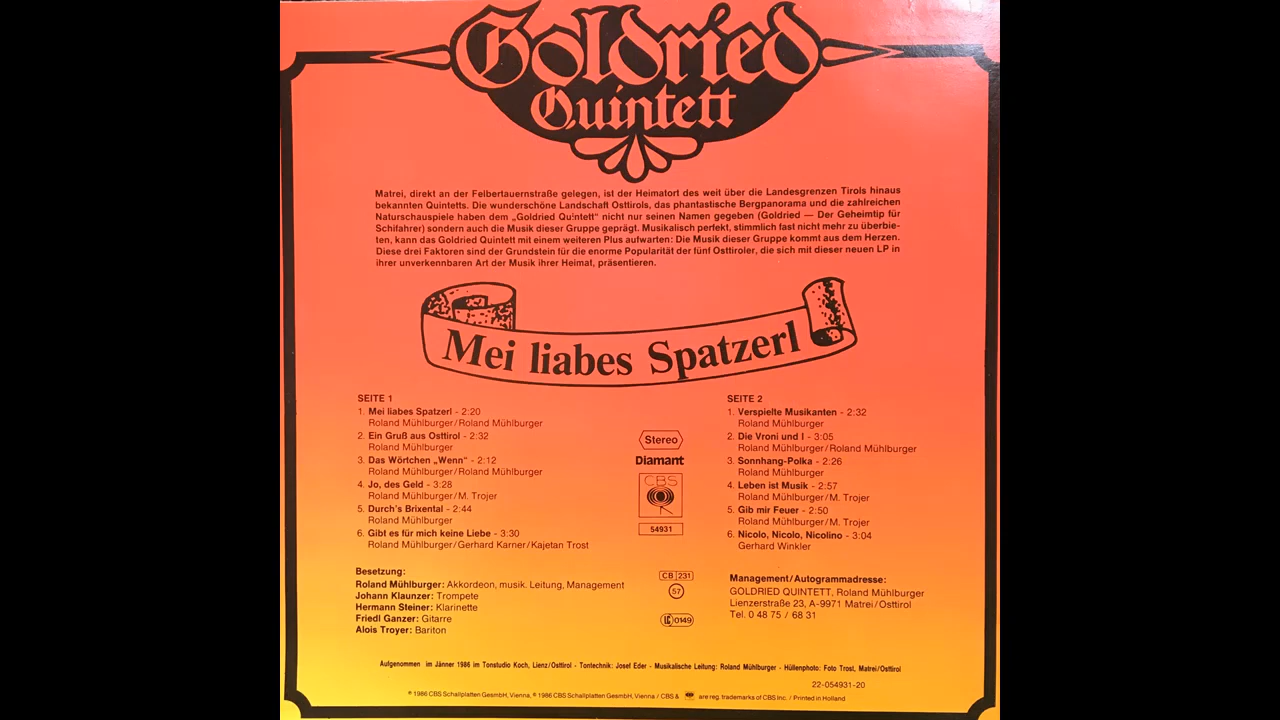 Goldried
Quintett
Matrei, direkt an der Felbertauernstraße gelegen, ist der Heimatort des weit über die Landesgrenzen Tirols hinaus
bekannten Quintetts. Die wunderschöne Landschaft Osttirols, das phantastische Bergpanorama und die zahlreichen
Naturschauspiele haben dem „Goldried Quintett“ nicht nur seinen Namen gegeben (Goldried — Der Geheimtip für
Schifahrer) sondern auch die Musik dieser Gruppe geprägt. Musikalisch perfekt, stimmlich fast nicht mehr zu überbie-
ten, kann das Goldried Quintett mit einem weiteren Plus aufwarten: Die Musik dieser Gruppe kommt aus dem Herzen.
Diese drei Faktoren sind der Grundstein für die enorme Popularität der fünf Osttiroler, die sich mit dieser neuen LP in
ihrer unverkennbaren Art der Musik ihrer Heimat, präsentieren.
Mei liabes Spatzerl
SEITE 1
1. Mei liabes Spatzerl - 2:20
Roland Mühlburger/Roland Mühlburger
2. Ein Gruß aus Osttirol - 2:32
Roland Mühlburger
3. Das Wörtchen „Wenn“ - 2:12
Roland Mühlburger/Roland Mühlburger
4. Jo, des Geld - 3:28
Roland Mühlburger/M. Trojer
5. Durch's Brixental - 2:44
Roland Mühlburger
6. Gibt es für mich keine Liebe - 3:30
Roland Mühlburger/Gerhard Karner/Kajetan Trost
Stereo
Diamant
CBS
54931
SEITE 2
1. Verspielte Musikanten - 2:32
Roland Mühlburger
2. Die Vroni und I - 3:05
Roland Mühlburger/Roland Mühlburger
3. Sonnhang-Polka - 2:26
Roland Mühlburger
4. Leben ist Musik - 2:57
Roland Mühlburger/M. Trojer
5. Gib mir Feuer - 2:50
Roland Mühlburger/M. Trojer
6. Nicolo, Nicolo, Nicolino - 3:04
Gerhard Winkler
Besetzung:
Roland Mühlburger: Akkordeon, musik. Leitung, Management
Johann Klaunzer: Trompete
Hermann Steiner: Klarinette
Friedl Ganzer: Gitarre
Alois Troyer: Bariton
CB 231
57
LC 0149
Management/Autogrammadresse:
GOLDRIED QUINTETT, Roland Mühlburger
Lienzerstraße 23, A-9971 Matrei/Osttirol
Tel. 0 48 75 / 68 31
Aufgenommen im Jänner 1986 im Tonstudio Koch, Lienz/Osttirol - Tontechnik: Josef Eder - Musikalische Leitung: Roland Mühlburger - Hüllenphoto: Foto Trost, Matrei/Osttirol
22-054931-20
℗ 1986 CBS Schallplatten GesmbH, Vienna, © 1986 CBS Schallplatten GesmbH, Vienna / CBS & are reg. trademarks of CBS Inc. / Printed in Holland